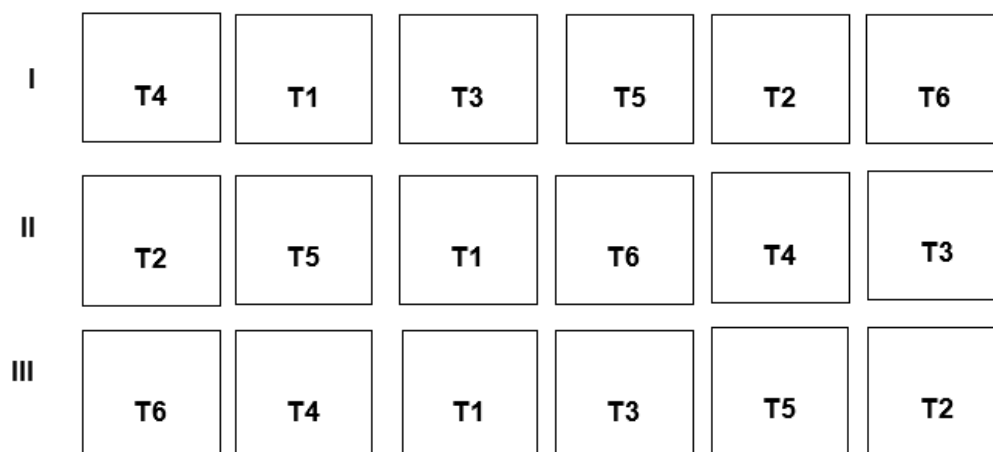 I T4 T1 T3 T5 T2 T6
II T2 T5 T1 T6 T4 T3
III T6 T4 T1 T3 T5 T2